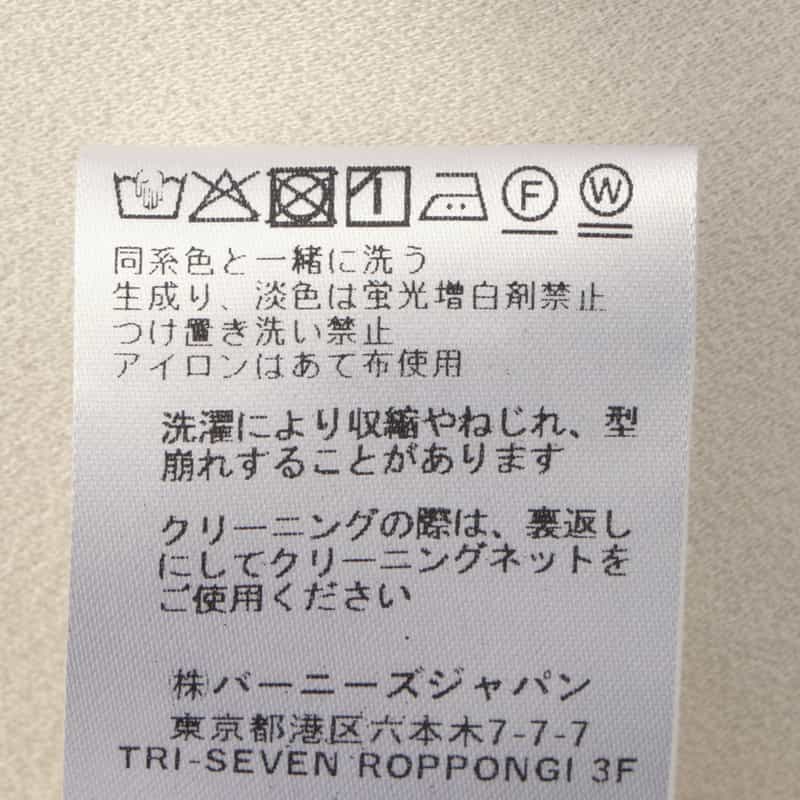 F W
同系色と一緒に洗う
生成り、淡色は蛍光増白剤禁止
つけ置き洗い禁止
アイロンはあて布使用
洗濯により収縮やねじれ、型
崩れすることがあります
クリーニングの際は、裏返し
にしてクリーニングネットを
ご使用ください
㈱バーニーズジャパン
東京都港区六本木7-7-7
TRI-SEVEN ROPPONGI 3F